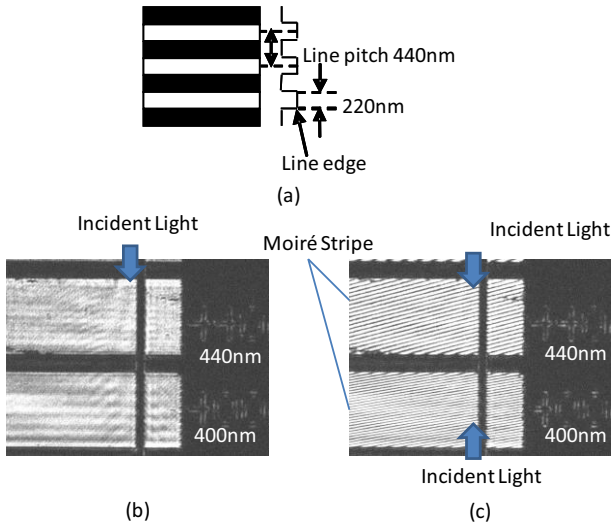 Line pitch 440nm
220nm
Line edge
(a)
Incident Light
Moiré Stripe
Incident Light
440nm
400nm
440nm
400nm
Incident Light
(b)
(c)